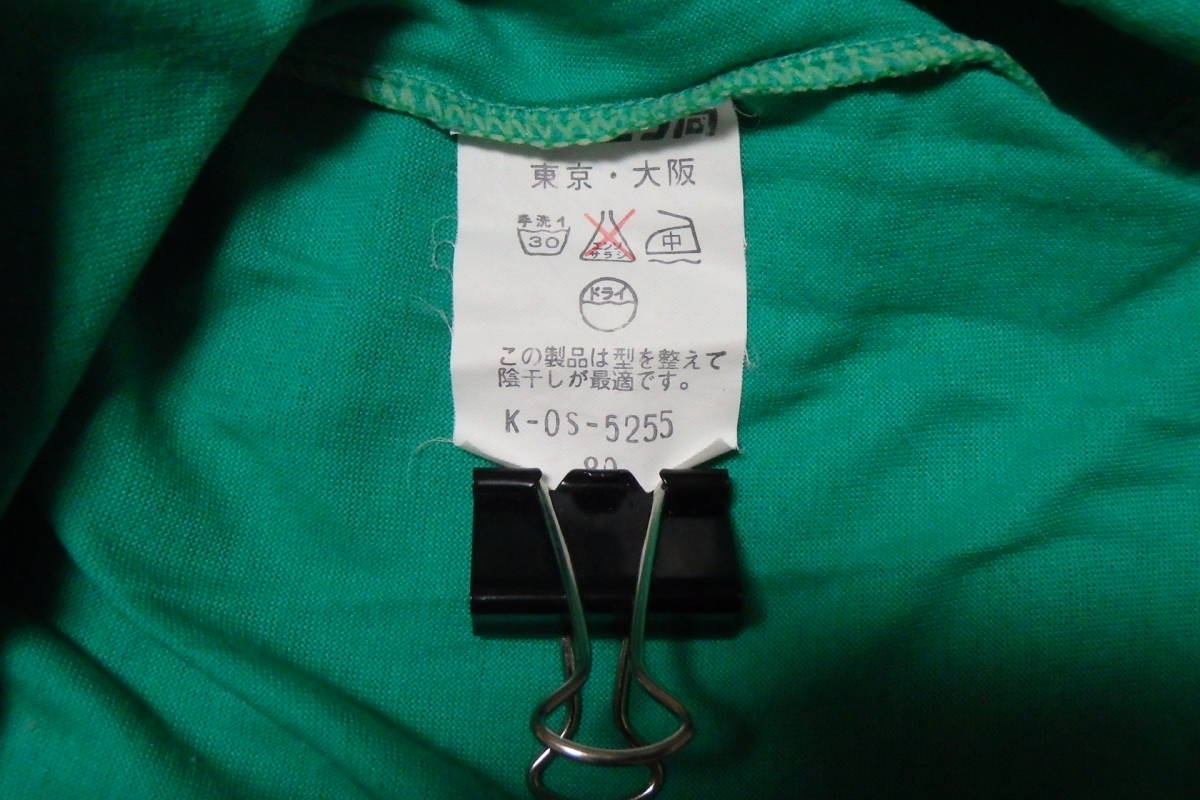 東京・大阪
手洗イ
30
エンソ
サラシ
中
ドライ
この製品は型を整えて
陰干しが最適です。
K-OS-5255